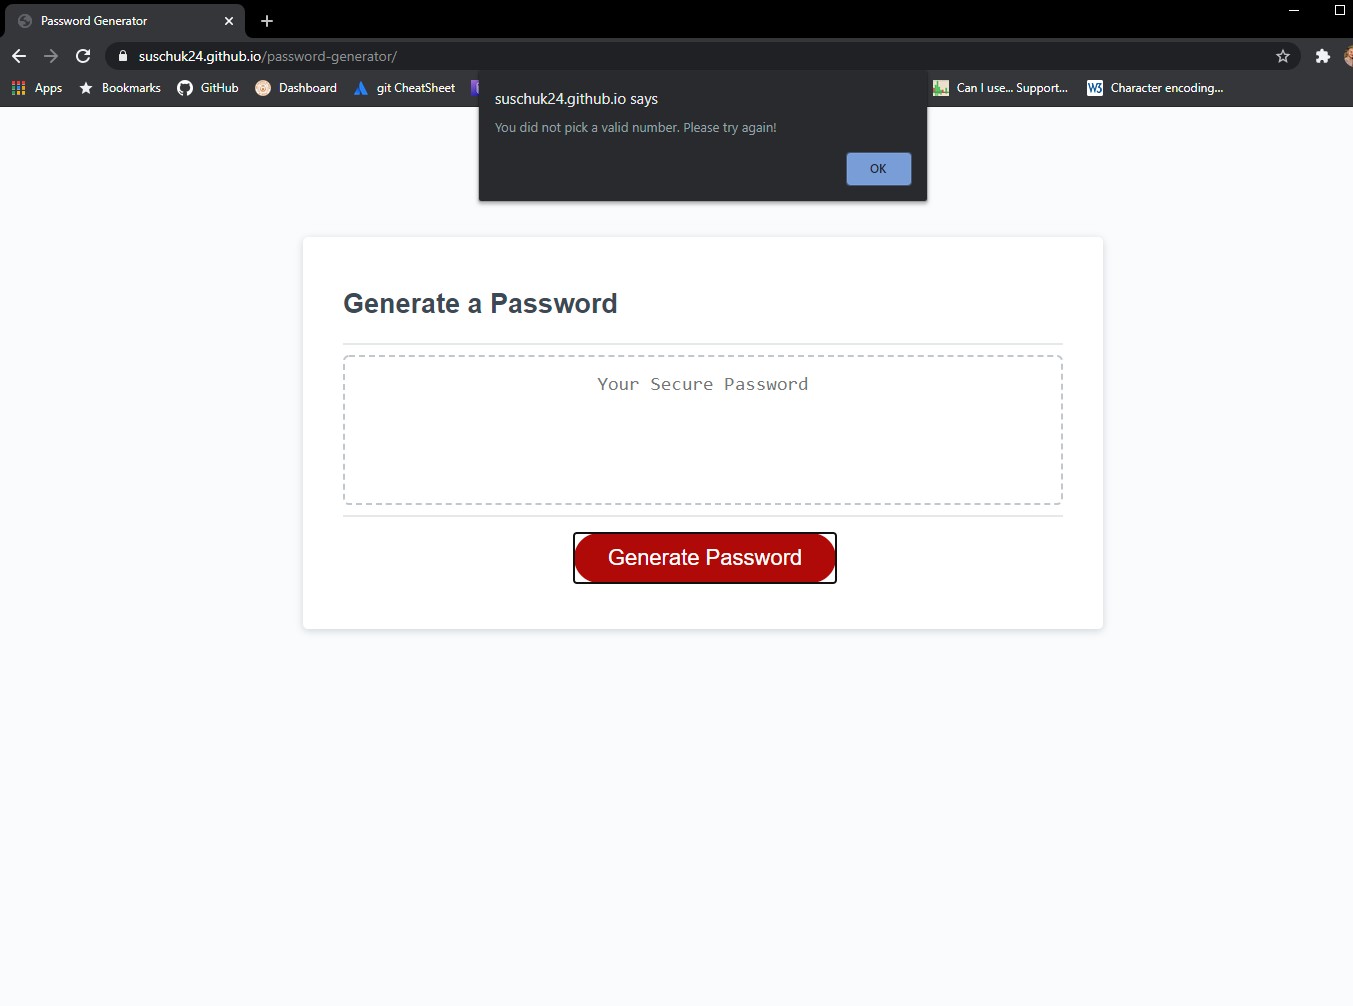 Password Generator
suschuk24.github.io/password-generator/
Apps Bookmarks GitHub Dashboard git CheatSheet Can I use... Support... W3 Character encoding...
suschuk24.github.io says
You did not pick a valid number. Please try again!
OK
Generate a Password
Your Secure Password
Generate Password